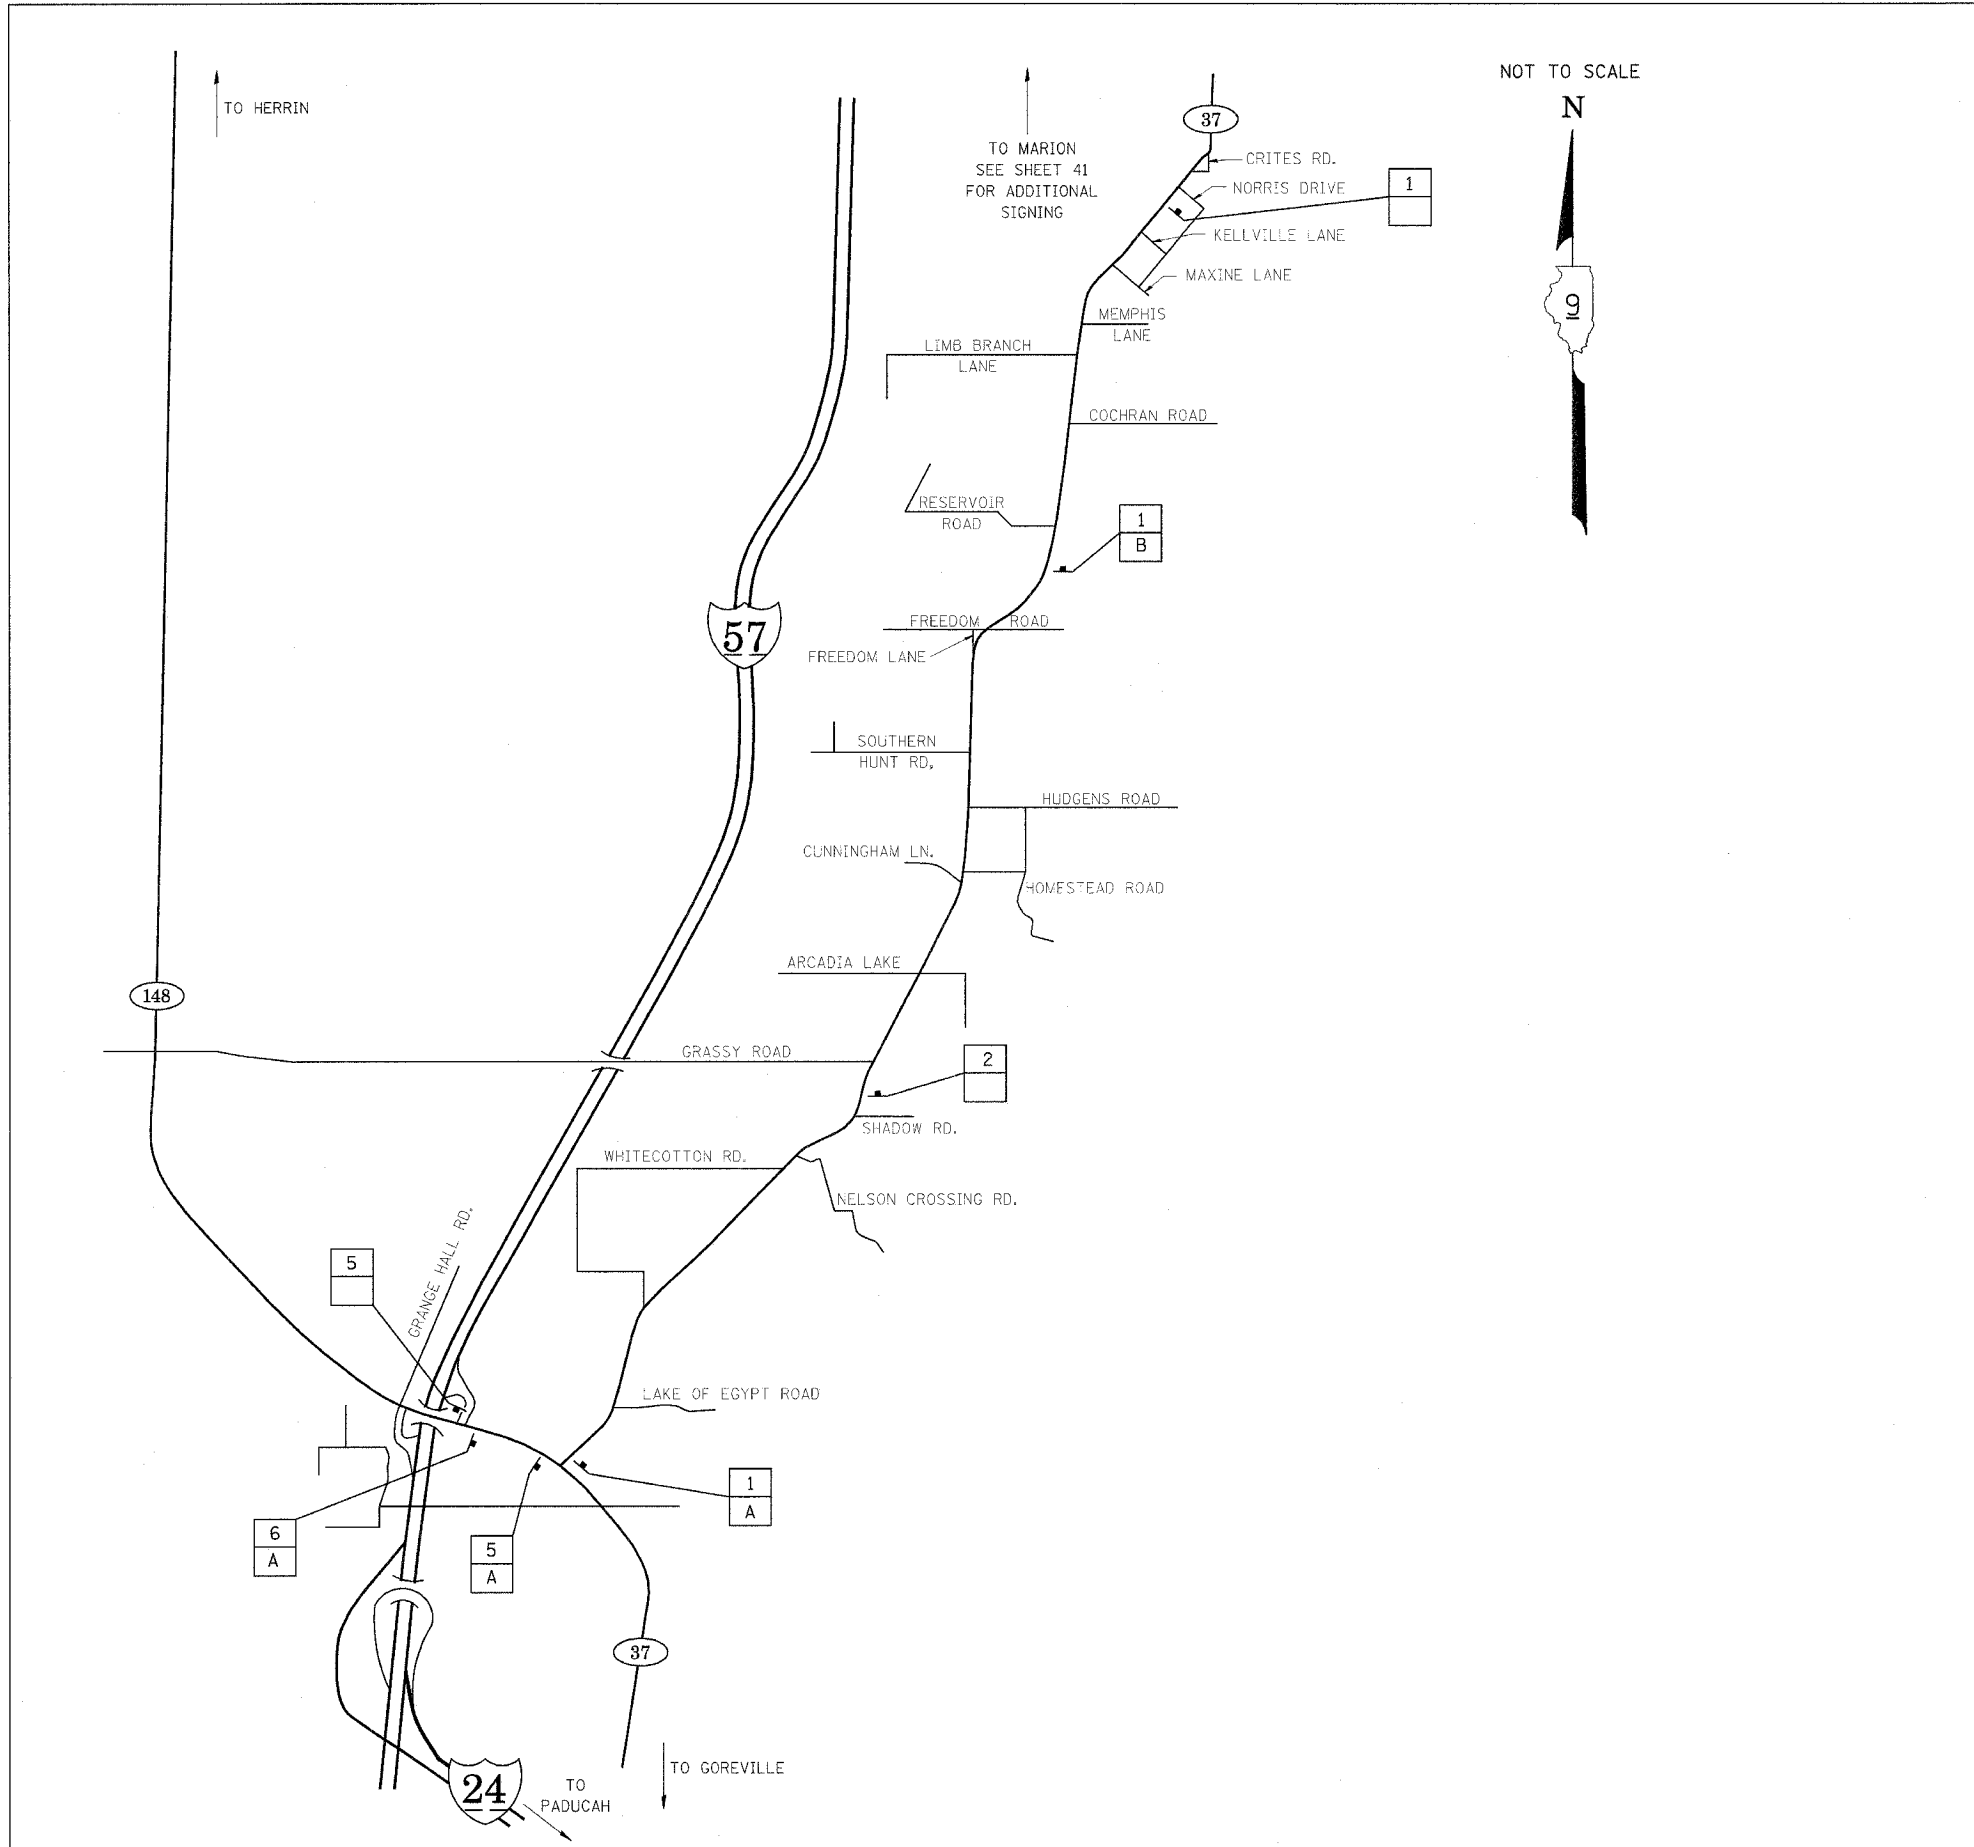 NOT TO SCALE
N
9
TO HERRIN
TO MARION
SEE SHEET 41
FOR ADDITIONAL
SIGNING
37
CRITES RD.
NORRIS DRIVE
1
KELLVILLE LANE
MAXINE LANE
MEMPHIS
LANE
LIMB BRANCH
LANE
COCHRAN ROAD
RESERVOIR
ROAD
1
B
57
FREEDOM ROAD
FREEDOM LANE
SOUTHERN
HUNT RD.
HUDGENS ROAD
CUNNINGHAM LN.
HOMESTEAD ROAD
ARCADIA LAKE
148
GRASSY ROAD
2
SHADOW RD.
WHITECOTTON RD.
NELSON CROSSING RD.
GRANGE HALL RD.
5
LAKE OF EGYPT ROAD
1
A
6
A
5
A
37
TO GOREVILLE
24
TO
PADUCAH